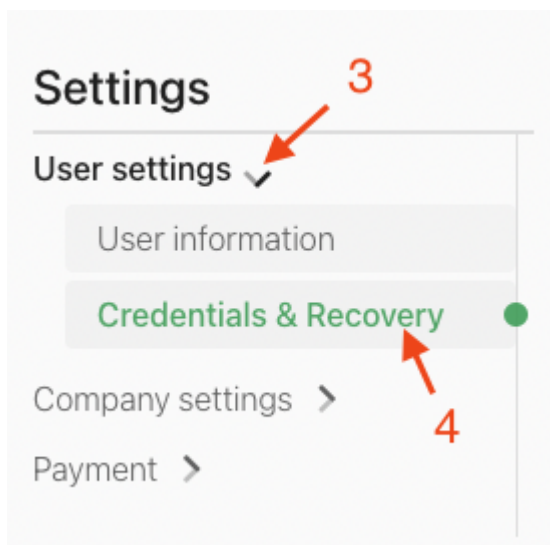 Settings
3
User settings
User information
Credentials & Recovery
Company settings
4
Payment